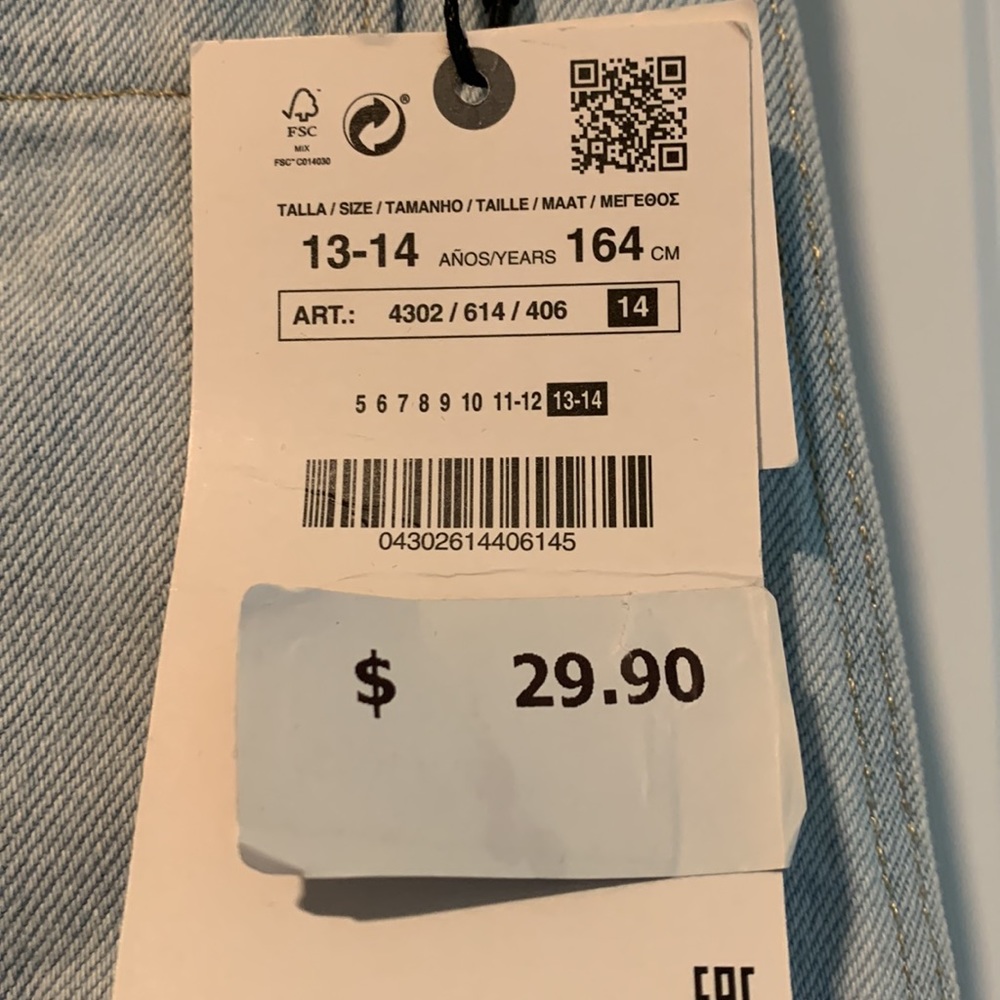 FSC
MIX
FSC™ C014030
®
TALLA / SIZE / TAMANHO / TAILLE / MAAT / ΜΕΓΕΘΟΣ
13-14 AÑOS/YEARS 164 CM
ART.: 4302 / 614 / 406 14
5 6 7 8 9 10 11-12 13-14
04302614406145
$ 29.90